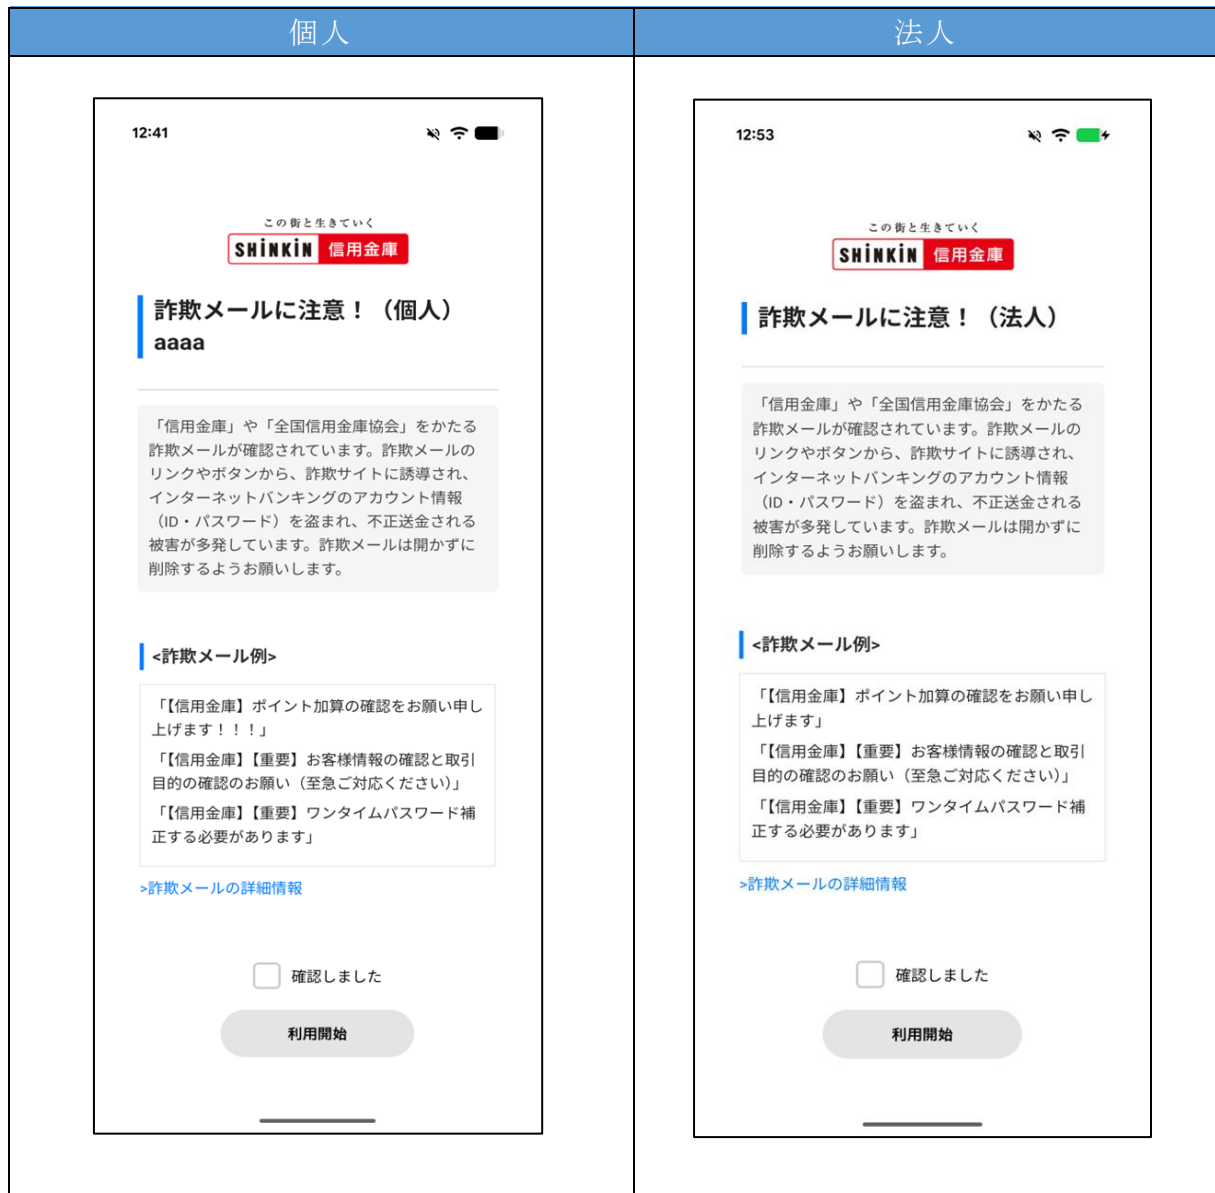 個人
法人
12:41
この街と生きていく
SHINKIN 信用金庫
詐欺メールに注意！（個人）
aaaa
「信用金庫」や「全国信用金庫協会」をかたる
詐欺メールが確認されています。詐欺メールの
リンクやボタンから、詐欺サイトに誘導され、
インターネットバンキングのアカウント情報
（ID・パスワード）を盗まれ、不正送金される
被害が多発しています。詐欺メールは開かずに
削除するようお願いします。
<詐欺メール例>
「【信用金庫】ポイント加算の確認をお願い申し
上げます！！！」
「【信用金庫】【重要】お客様情報の確認と取引
目的の確認のお願い（至急ご対応ください）」
「【信用金庫】【重要】ワンタイムパスワード補
正する必要があります」
>詐欺メールの詳細情報
確認しました
利用開始
12:53
この街と生きていく
SHINKIN 信用金庫
詐欺メールに注意！（法人）
「信用金庫」や「全国信用金庫協会」をかたる
詐欺メールが確認されています。詐欺メールの
リンクやボタンから、詐欺サイトに誘導され、
インターネットバンキングのアカウント情報
（ID・パスワード）を盗まれ、不正送金される
被害が多発しています。詐欺メールは開かずに
削除するようお願いします。
<詐欺メール例>
「【信用金庫】ポイント加算の確認をお願い申し
上げます」
「【信用金庫】【重要】お客様情報の確認と取引
目的の確認のお願い（至急ご対応ください）」
「【信用金庫】【重要】ワンタイムパスワード補
正する必要があります」
>詐欺メールの詳細情報
確認しました
利用開始